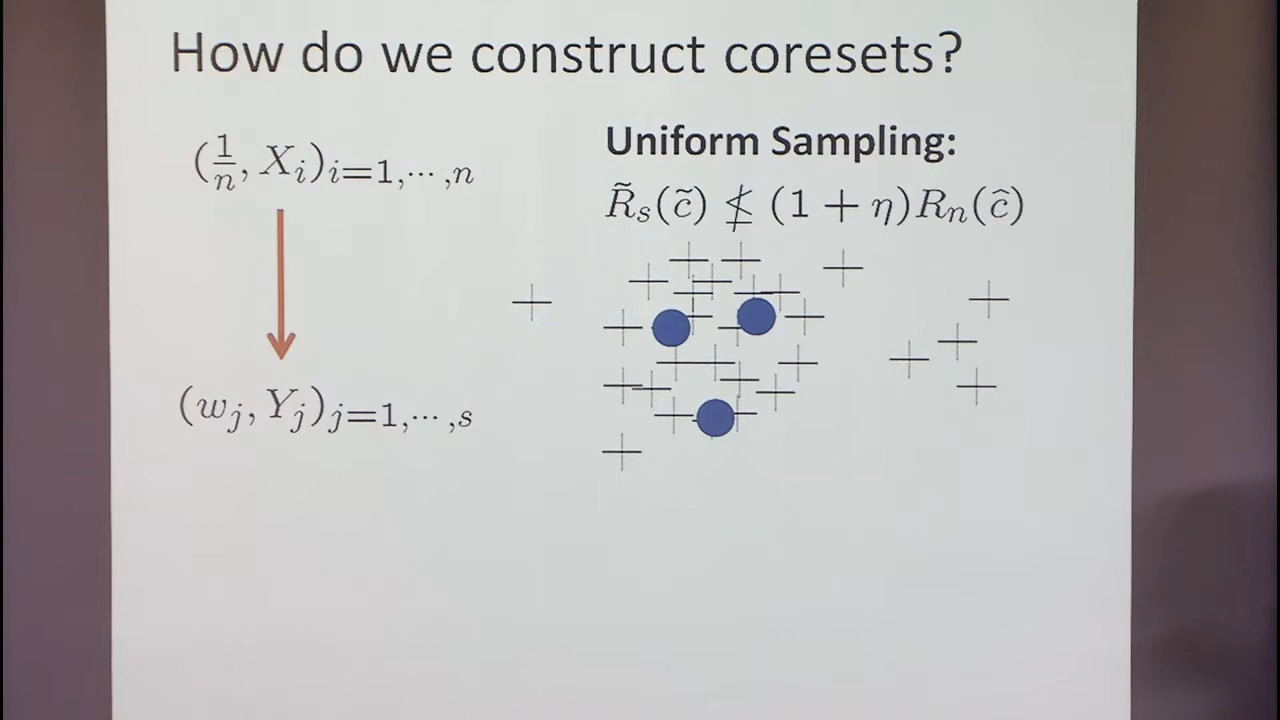 How do we construct coresets?
(1/n, X_i)_{i=1,⋯,n}
(w_j, Y_j)_{j=1,⋯,s}
Uniform Sampling:
R̃_s(c̃) ≰ (1 + η)R_n(ĉ)